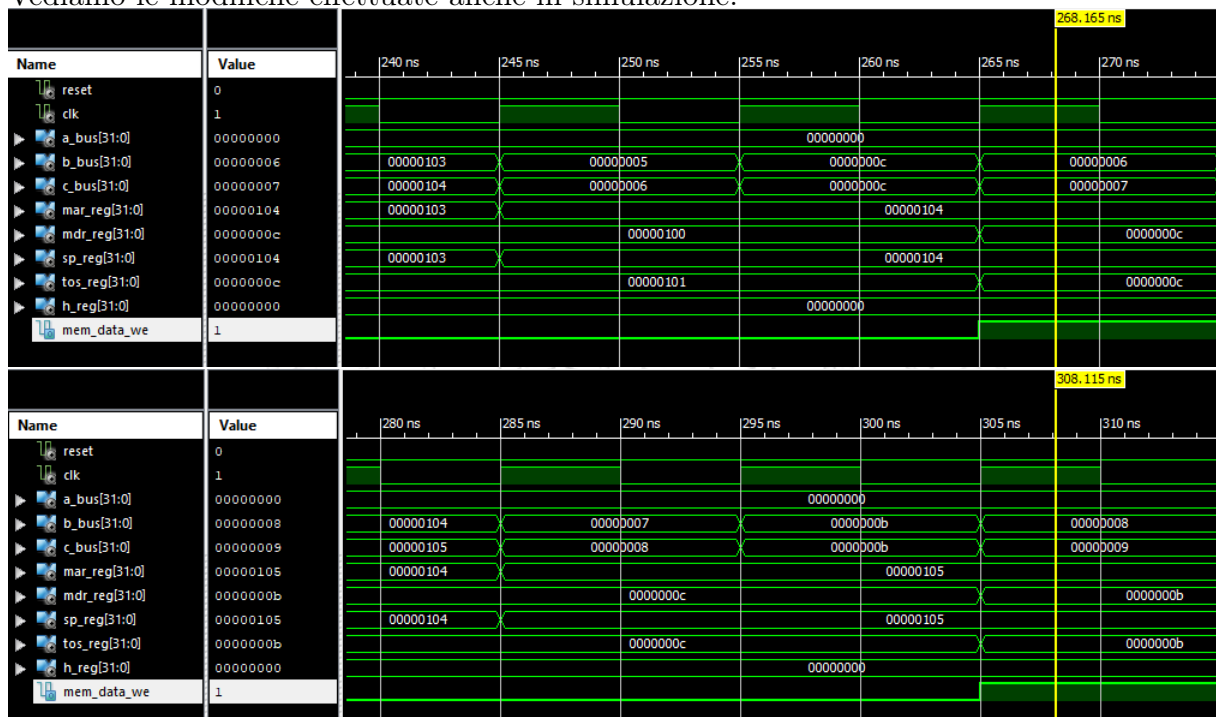 Vediamo le modifiche effettuate anche in simulazione:
268.165 ns
Name Value 240 ns 245 ns 250 ns 255 ns 260 ns 265 ns 270 ns
reset 0
clk 1
a_bus[31:0] 00000000 00000000
b_bus[31:0] 00000006 00000103 00000005 0000000c 00000006
c_bus[31:0] 00000007 00000104 00000006 0000000c 00000007
mar_reg[31:0] 00000104 00000103 00000104
mdr_reg[31:0] 0000000c 00000100 0000000c
sp_reg[31:0] 00000104 00000103 00000104
tos_reg[31:0] 0000000c 00000101 0000000c
h_reg[31:0] 00000000 00000000
mem_data_we 1
308.115 ns
Name Value 280 ns 285 ns 290 ns 295 ns 300 ns 305 ns 310 ns
reset 0
clk 1
a_bus[31:0] 00000000 00000000
b_bus[31:0] 00000008 00000104 00000007 0000000b 00000008
c_bus[31:0] 00000009 00000105 00000008 0000000b 00000009
mar_reg[31:0] 00000105 00000104 00000105
mdr_reg[31:0] 0000000b 0000000c 0000000b
sp_reg[31:0] 00000105 00000104 00000105
tos_reg[31:0] 0000000b 0000000c 0000000b
h_reg[31:0] 00000000 00000000
mem_data_we 1